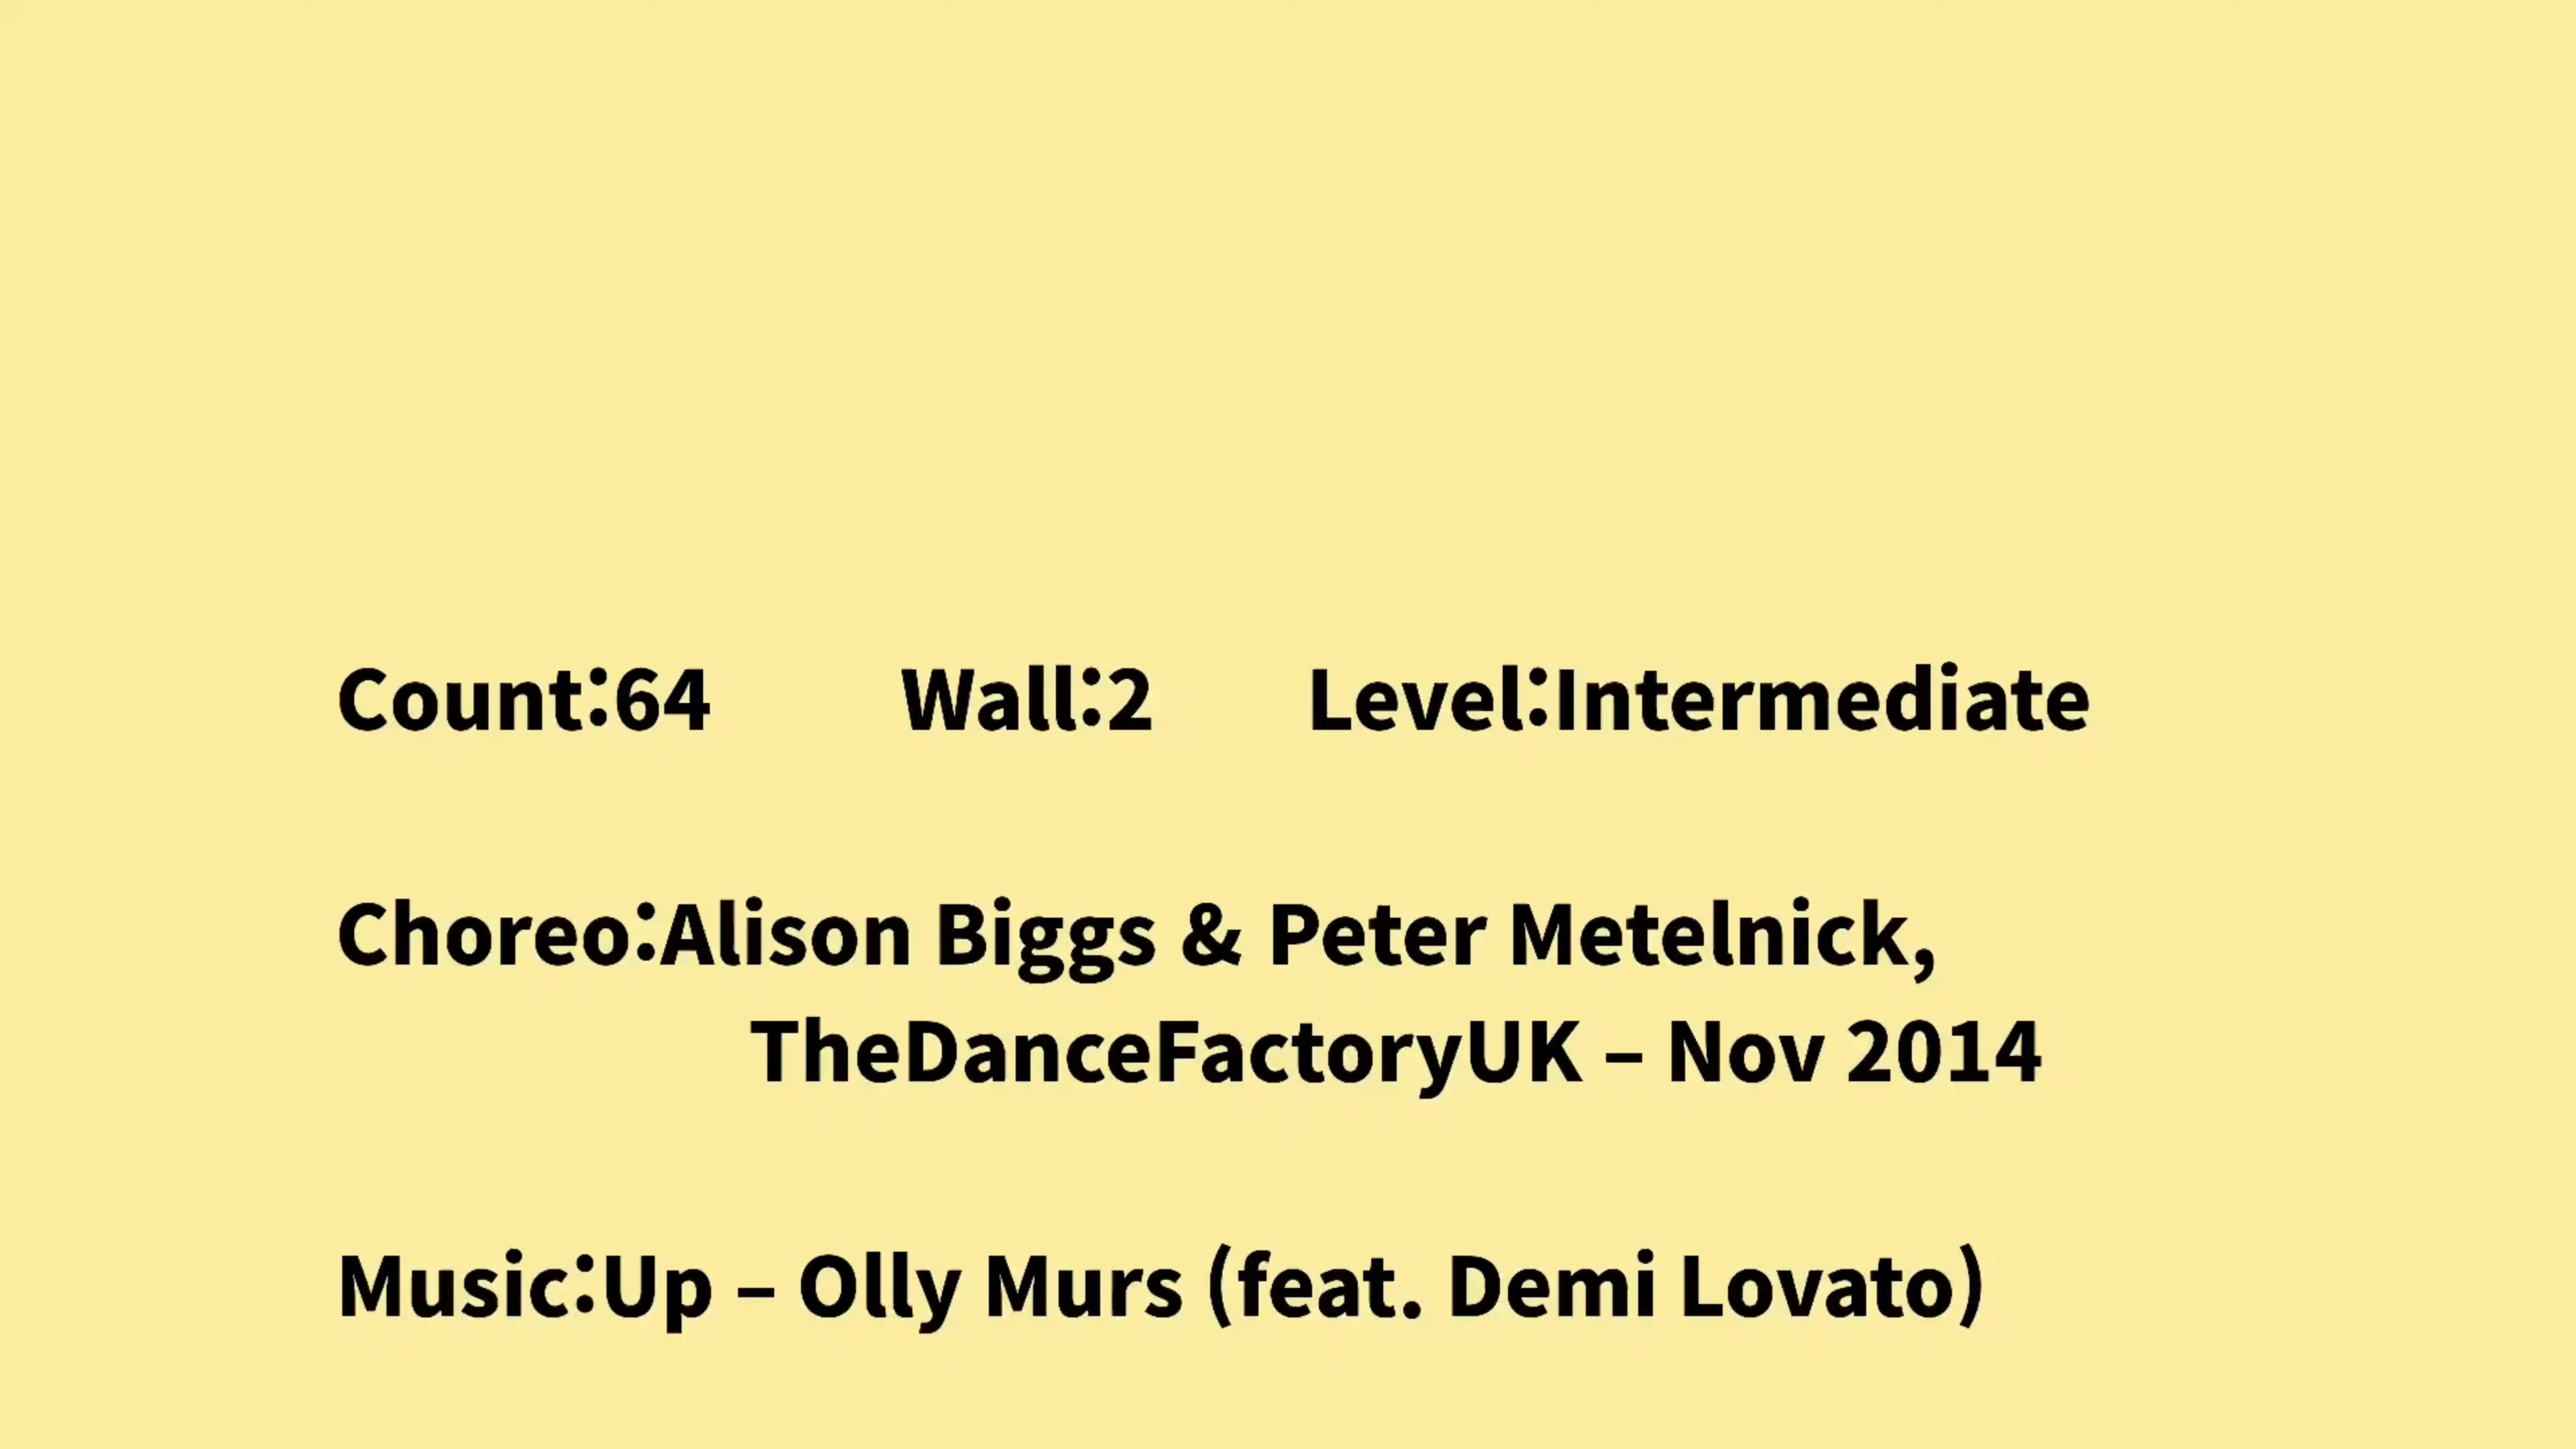 Count:64 Wall:2 Level:Intermediate
Choreo:Alison Biggs & Peter Metelnick,
TheDanceFactoryUK – Nov 2014
Music:Up – Olly Murs (feat. Demi Lovato)